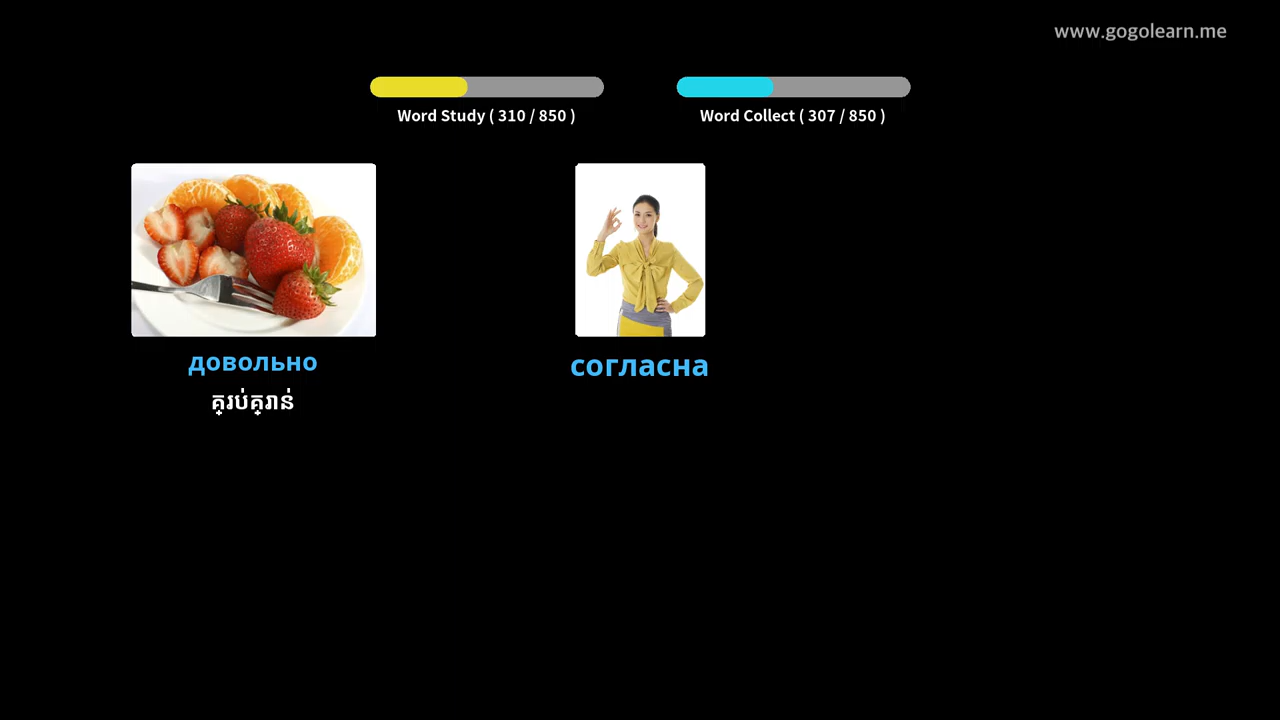 www.gogolearn.me
Word Study ( 310 / 850 )
Word Collect ( 307 / 850 )
довольно
គ្រប់គ្រាន់
согласна